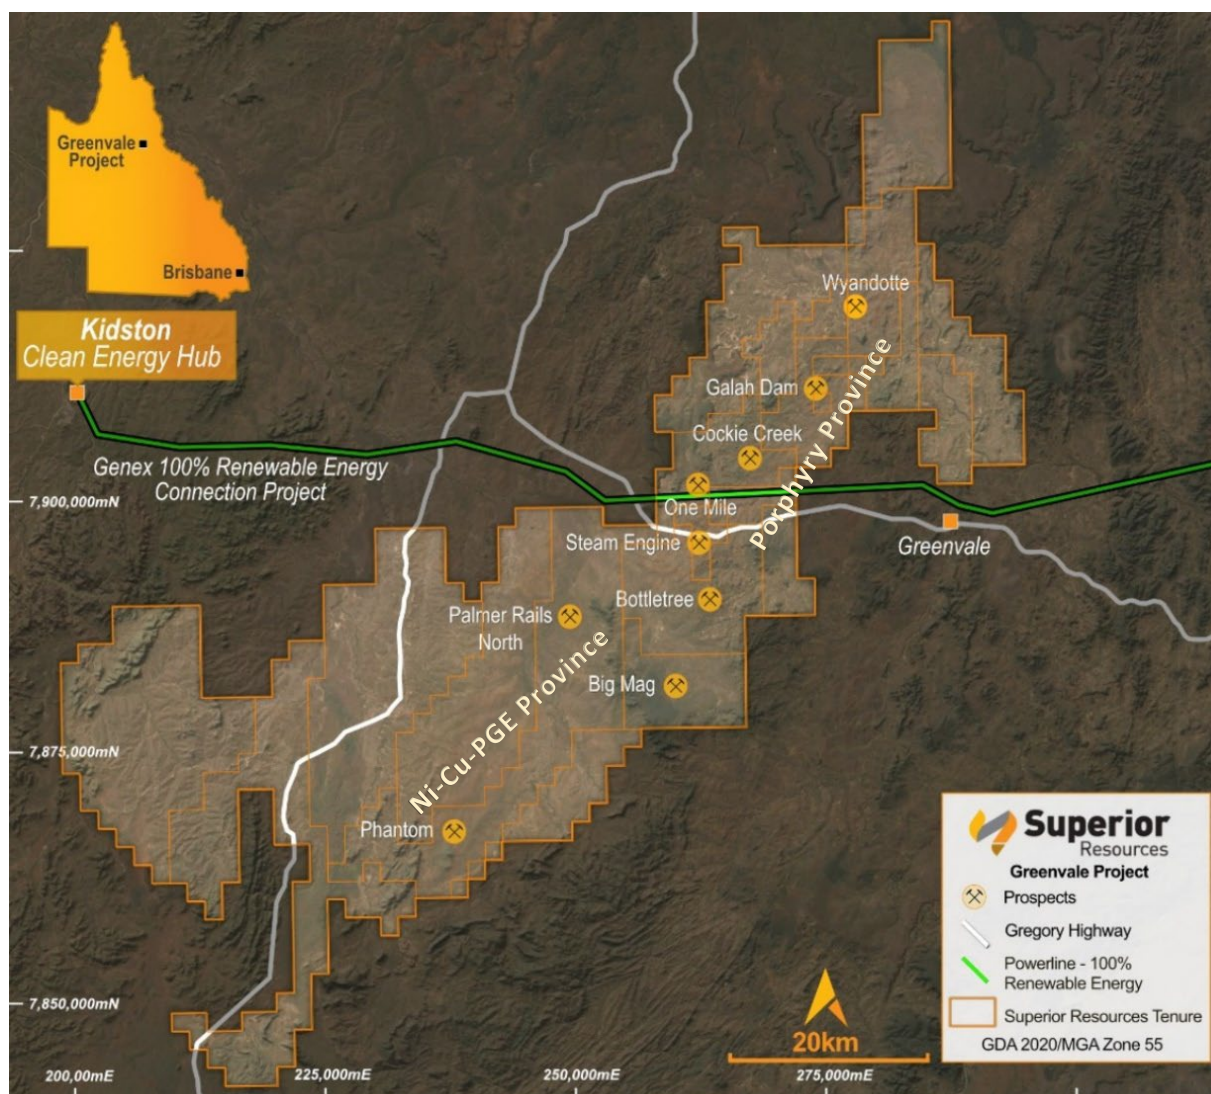 Greenvale
Project
Brisbane
Kidston
Clean Energy Hub
Wyandotte
Galah Dam
Cockie Creek
Porphyry Province
Genex 100% Renewable Energy
Connection Project
7,900,000mN
One Mile
Steam Engine
Greenvale
Bottletree
Palmer Rails
North
Big Mag
Ni-Cu-PGE Province
7,875,000mN
Phantom
Superior
Resources
Greenvale Project
Prospects
Gregory Highway
Powerline - 100%
Renewable Energy
Superior Resources Tenure
GDA 2020/MGA Zone 55
7,850,000mN
20km
200,00mE
225,000mE
250,000mE
275,000mE